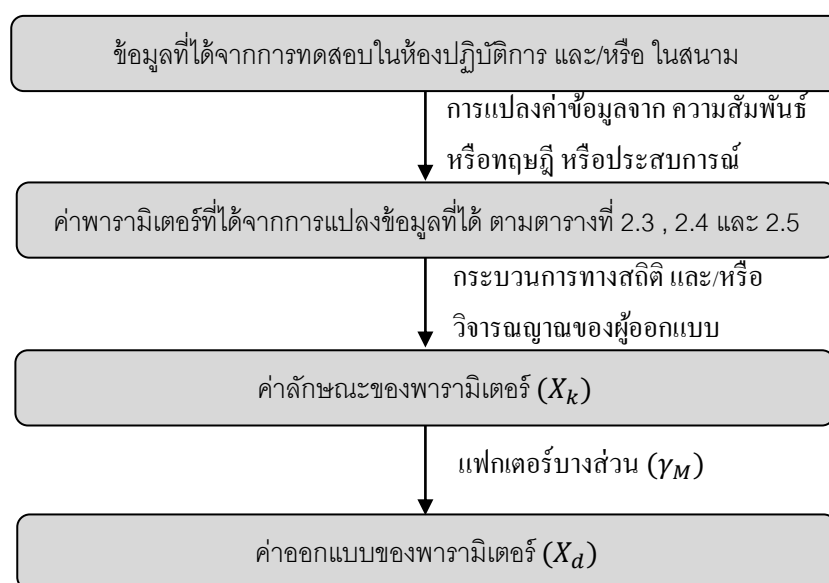 ข้อมูลที่ได้จากการทดสอบในห้องปฏิบัติการ และ/หรือ ในสนาม
การแปลงค่าข้อมูลจาก ความสัมพันธ์
หรือทฤษฎี หรือประสบการณ์
ค่าพารามิเตอร์ที่ได้จากการแปลงข้อมูลที่ได้ ตามตารางที่ 2.3 , 2.4 และ 2.5
กระบวนการทางสถิติ และ/หรือ
วิจารณญาณของผู้ออกแบบ
ค่าลักษณะของพารามิเตอร์ (X_k)
แฟกเตอร์บางส่วน (γ_M)
ค่าออกแบบของพารามิเตอร์ (X_d)